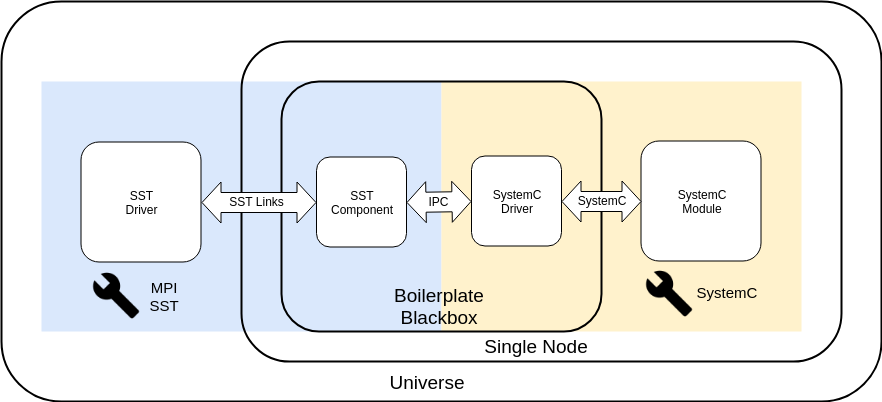 SST
Driver
SST Links
SST
Component
IPC
SystemC
Driver
SystemC
SystemC
Module
MPI
SST
SystemC
Boilerplate
Blackbox
Single Node
Universe